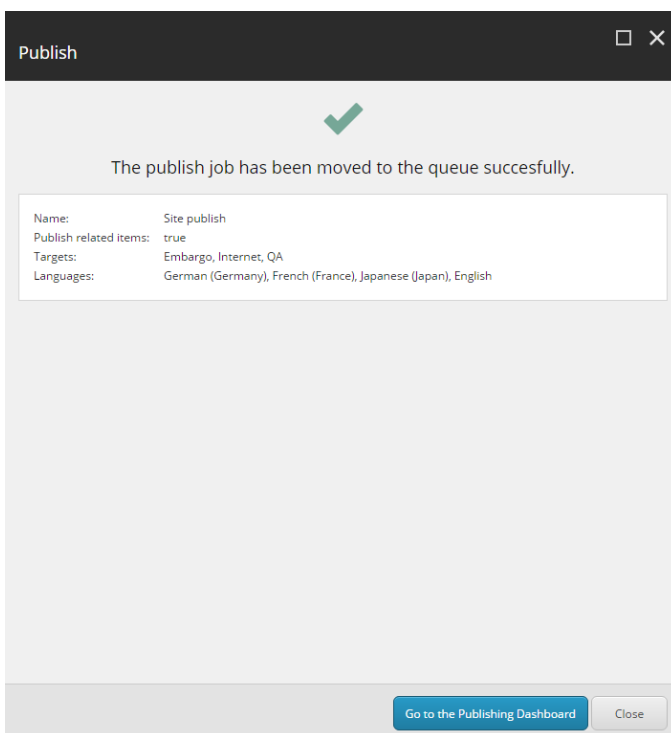 Publish
The publish job has been moved to the queue succesfully.
Name: Site publish
Publish related items: true
Targets: Embargo, Internet, QA
Languages: German (Germany), French (France), Japanese (Japan), English
Go to the Publishing Dashboard
Close